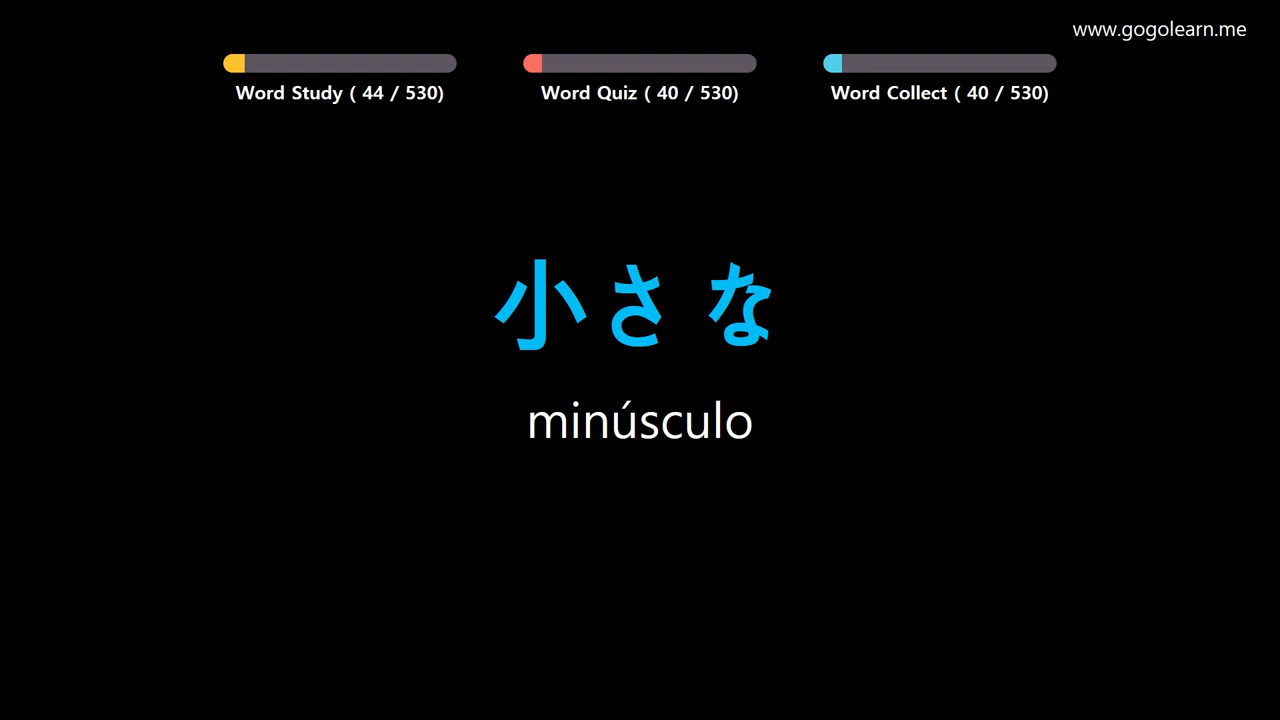 www.gogolearn.me
Word Study ( 44 / 530)
Word Quiz ( 40 / 530)
Word Collect ( 40 / 530)
小さな
minúsculo